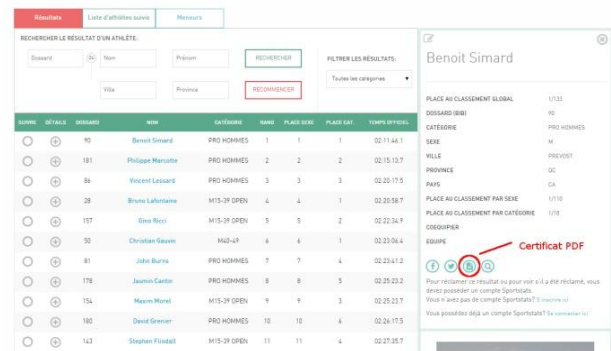 Résultats Liste d'athlètes suivis Meneurs
RECHERCHER LE RÉSULTAT D'UN ATHLÈTE:
Dossard Nom Prénom RECHERCHER FILTRER LES RÉSULTATS:
Toutes les catégories
Ville Province RECOMMENCER
SUIVRE DÉTAILS DOSSARD NOM CATÉGORIE RANG PLACE SEXE PLACE CAT. TEMPS OFFICIEL
90 Benoit Simard PRO HOMMES 1 1 1 02:11:46.1
181 Philippe Marcotte PRO HOMMES 2 2 2 02:15:13.7
86 Vincent Lessard PRO HOMMES 3 3 3 02:20:17.5
28 Bruno Lafontaine M15-39 OPEN 4 4 1 02:20:58.7
157 Gino Ricci M15-39 OPEN 5 5 2 02:22:34.9
50 Christian Gauvin M40-49 6 6 1 02:23:06.4
81 John Burns PRO HOMMES 7 7 4 02:23:41.2
178 Jasmin Cantin PRO HOMMES 8 8 5 02:25:23.2
154 Maxim Morel M15-39 OPEN 9 9 3 02:25:23.7
180 David Grenier PRO HOMMES 10 10 6 02:26:17.5
143 Stephen Flindall M15-39 OPEN 11 11 4 02:27:35.7
Benoit Simard
PLACE AU CLASSEMENT GLOBAL 1/133
DOSSARD (BIB) 90
CATÉGORIE PRO HOMMES
SEXE M
VILLE PREVOST
PROVINCE QC
PAYS CA
PLACE AU CLASSEMENT PAR SEXE 1/110
PLACE AU CLASSEMENT PAR CATÉGORIE 1/18
COEQUIPIER
EQUIPE
Certificat PDF
Pour réclamer ce résultat ou pour voir s'il a été réclamé, vous
devez posséder un compte Sportstats.
Vous n'avez pas de compte Sportstats? S'inscrire ici
Vous possédez déjà un compte Sportstats? Se connecter ici